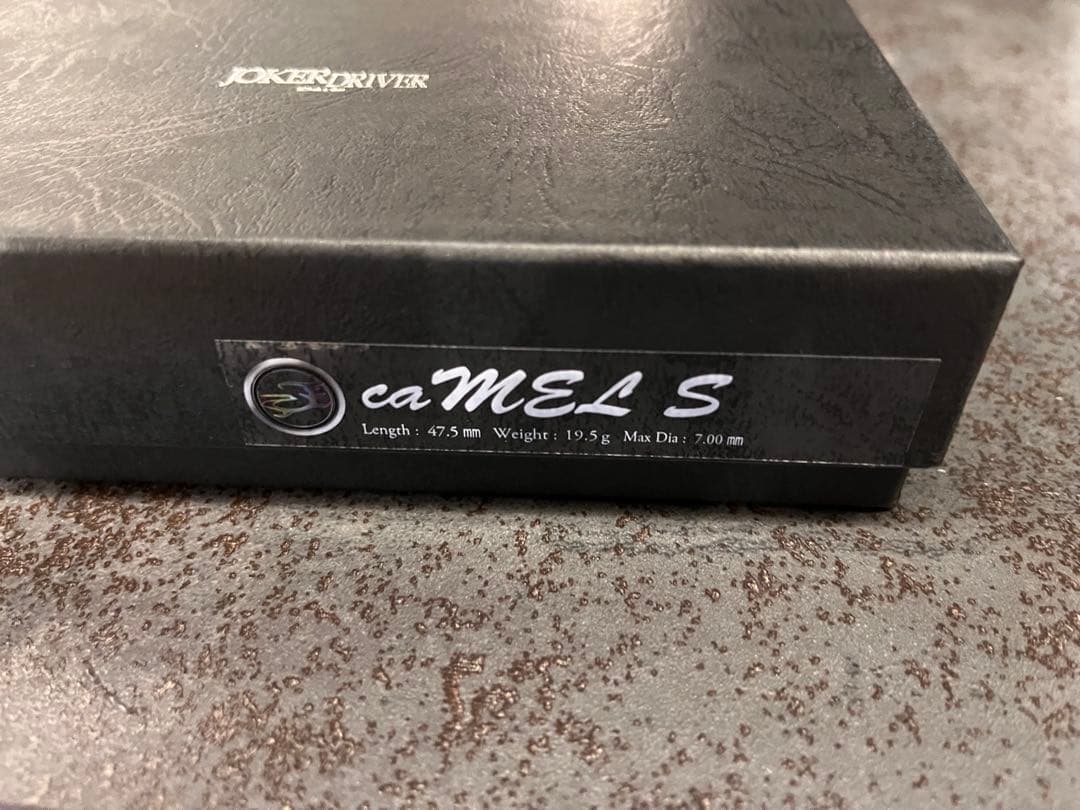 JOKERDRIVER
caMEL S
Length : 47.5 ㎜ Weight : 19.5 g Max Dia : 7.00 ㎜